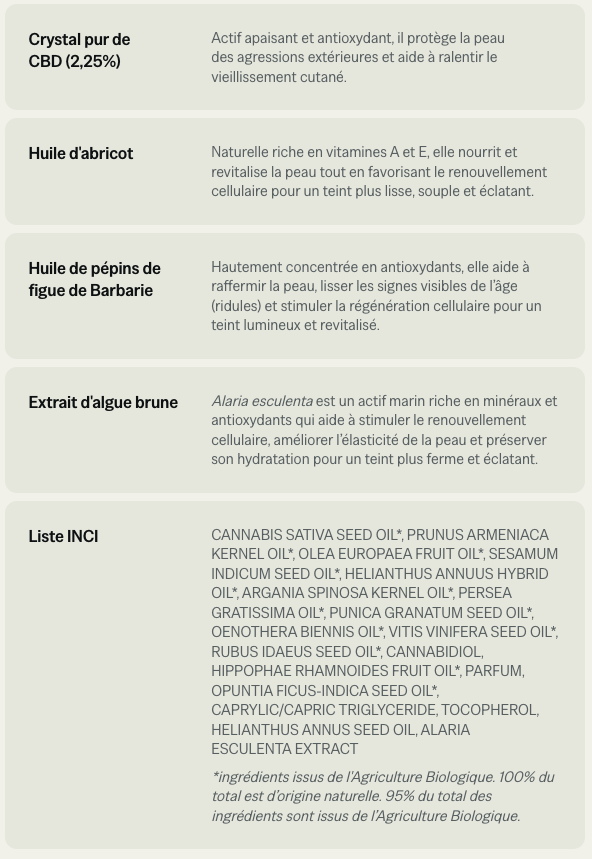 Crystal pur de
CBD (2,25%)
Actif apaisant et antioxydant, il protège la peau
des agressions extérieures et aide à ralentir le
vieillissement cutané.
Huile d'abricot
Naturelle riche en vitamines A et E, elle nourrit et
revitalise la peau tout en favorisant le renouvellement
cellulaire pour un teint plus lisse, souple et éclatant.
Huile de pépins de
figue de Barbarie
Hautement concentrée en antioxydants, elle aide à
raffermir la peau, lisser les signes visibles de l'âge
(ridules) et stimuler la régénération cellulaire pour un
teint lumineux et revitalisé.
Extrait d'algue brune
Alaria esculenta est un actif marin riche en minéraux et
antioxydants qui aide à stimuler le renouvellement
cellulaire, améliorer l'élasticité de la peau et préserver
son hydratation pour un teint plus ferme et éclatant.
Liste INCI
CANNABIS SATIVA SEED OIL*, PRUNUS ARMENIACA
KERNEL OIL*, OLEA EUROPAEA FRUIT OIL*, SESAMUM
INDICUM SEED OIL*, HELIANTHUS ANNUUS HYBRID
OIL*, ARGANIA SPINOSA KERNEL OIL*, PERSEA
GRATISSIMA OIL*, PUNICA GRANATUM SEED OIL*,
OENOTHERA BIENNIS OIL*, VITIS VINIFERA SEED OIL*,
RUBUS IDAEUS SEED OIL*, CANNABIDIOL,
HIPPOPHAE RHAMNOIDES FRUIT OIL*, PARFUM,
OPUNTIA FICUS-INDICA SEED OIL*,
CAPRYLIC/CAPRIC TRIGLYCERIDE, TOCOPHEROL,
HELIANTHUS ANNUS SEED OIL, ALARIA
ESCULENTA EXTRACT
*ingrédients issus de l'Agriculture Biologique. 100% du
total est d'origine naturelle. 95% du total des
ingrédients sont issus de l'Agriculture Biologique.